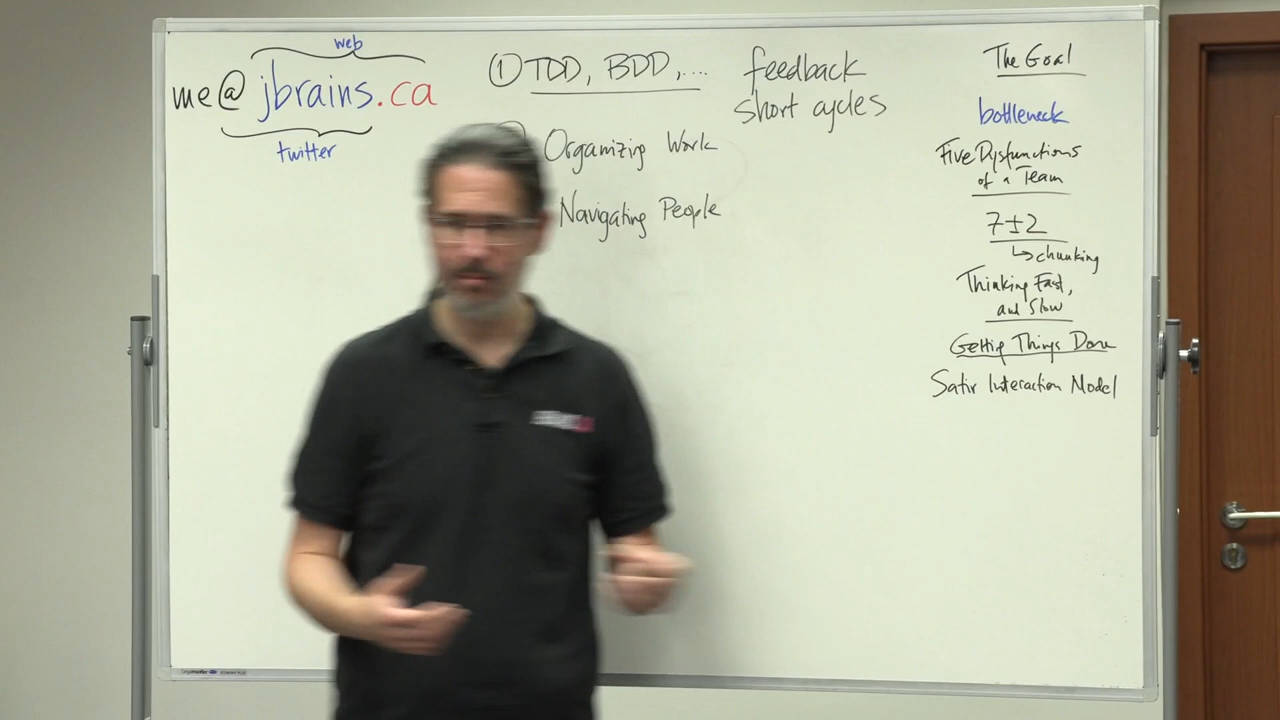 web
me@jbrains.ca
twitter
① TDD, BDD, ...
Organizing Work
Navigating People
feedback
short cycles
The Goal
bottleneck
Five Dysfunctions
of a Team
7±2
↳ chunking
Thinking Fast,
and Slow
Getting Things Done
Satir Interaction Model